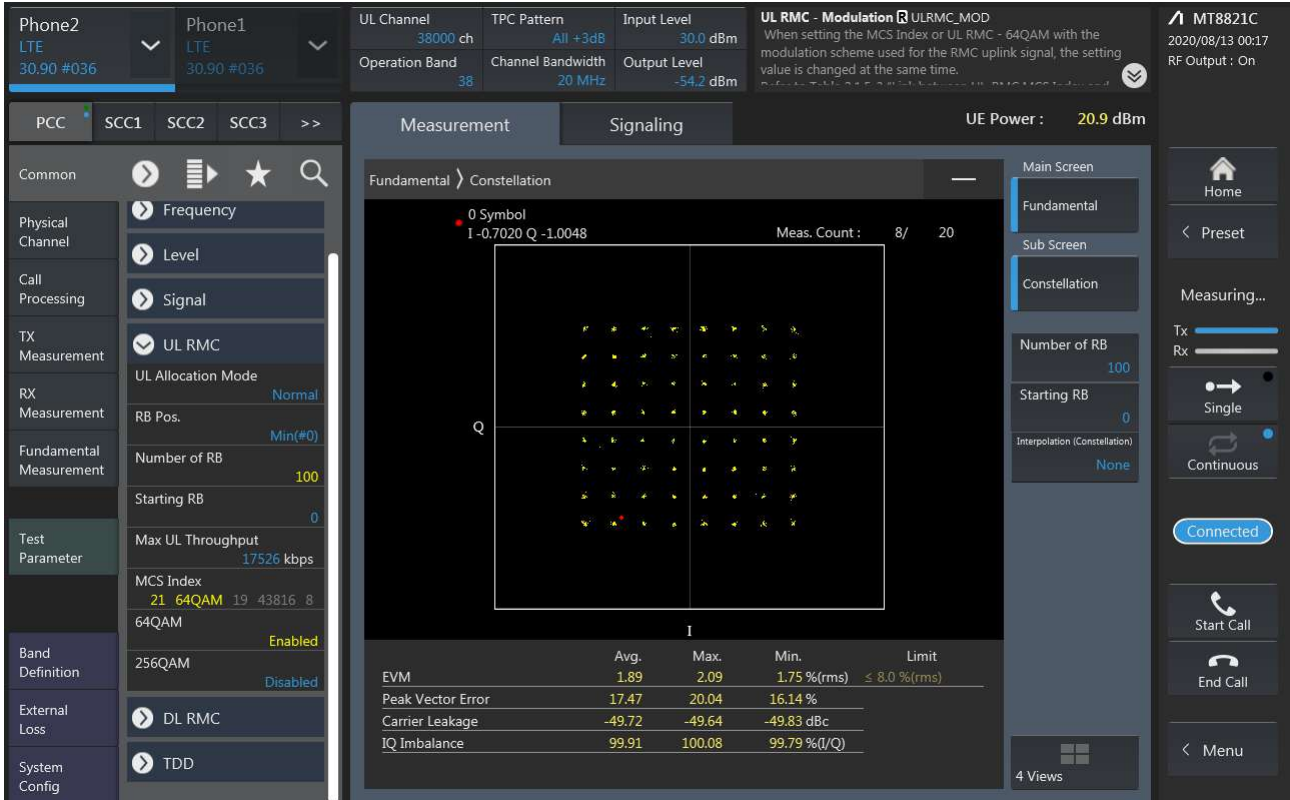 Phone2
LTE
30.90 #036
Phone1
LTE
30.90 #036
UL Channel
38000 ch
TPC Pattern
All +3dB
Input Level
30.0 dBm
Operation Band
38
Channel Bandwidth
20 MHz
Output Level
-54.2 dBm
UL RMC - Modulation R ULRMC_MOD
When setting the MCS Index or UL RMC - 64QAM with the
modulation scheme used for the RMC uplink signal, the setting
value is changed at the same time.
MT8821C
2020/08/13 00:17
RF Output : On
PCC SCC1 SCC2 SCC3 >>
Measurement
Signaling
UE Power : 20.9 dBm
Common
Physical
Channel
Call
Processing
TX
Measurement
RX
Measurement
Fundamental
Measurement
Test
Parameter
Band
Definition
External
Loss
System
Config
Frequency
Level
Signal
UL RMC
UL Allocation Mode
Normal
RB Pos.
Min(#0)
Number of RB
100
Starting RB
0
Max UL Throughput
17526 kbps
MCS Index
21 64QAM 19 43816 8
64QAM
Enabled
256QAM
Disabled
DL RMC
TDD
Fundamental ⟩ Constellation
0 Symbol
I -0.7020 Q -1.0048
Meas. Count : 8/ 20
Q
I
Avg. Max. Min. Limit
EVM 1.89 2.09 1.75 %(rms) ≤ 8.0 %(rms)
Peak Vector Error 17.47 20.04 16.14 %
Carrier Leakage -49.72 -49.64 -49.83 dBc
IQ Imbalance 99.91 100.08 99.79 %(I/Q)
Main Screen
Fundamental
Sub Screen
Constellation
Number of RB
100
Starting RB
0
Interpolation (Constellation)
None
4 Views
Home
< Preset
Measuring...
Tx
Rx
Single
Continuous
Connected
Start Call
End Call
< Menu